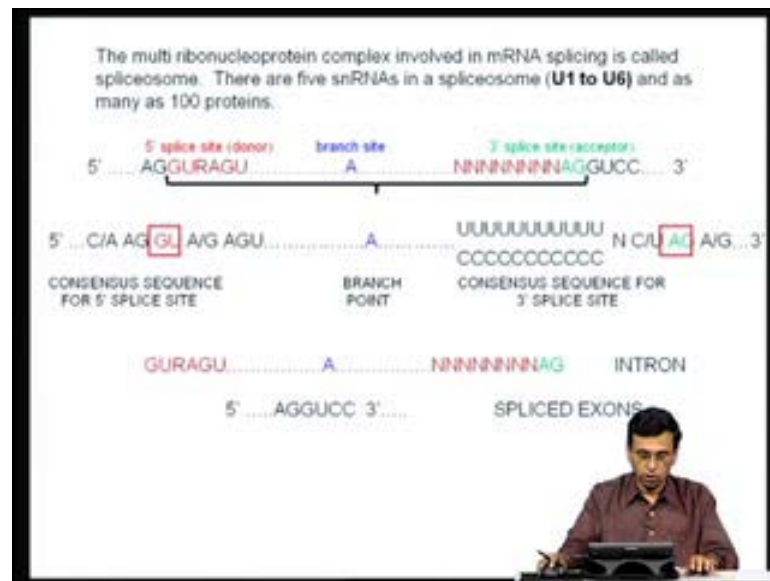 The multi ribonucleoprotein complex involved in mRNA splicing is called
spliceosome. There are five snRNAs in a spliceosome (U1 to U6) and as
many as 100 proteins.
5' splice site (donor) branch site 3' splice site (acceptor)
5' ......AGGURAGU....................A....................NNNNNNNNAGGUCC..... 3'
5' ...C/A AG GU A/G AGU....................A.................... UUUUUUUUUUU N C/U AG A/G...3'
CCCCCCCCCCC
CONSENSUS SEQUENCE BRANCH CONSENSUS SEQUENCE FOR
FOR 5' SPLICE SITE POINT 3' SPLICE SITE
GURAGU....................A....................NNNNNNNNAG INTRON
5' .....AGGUCC 3'..... SPLICED EXONS